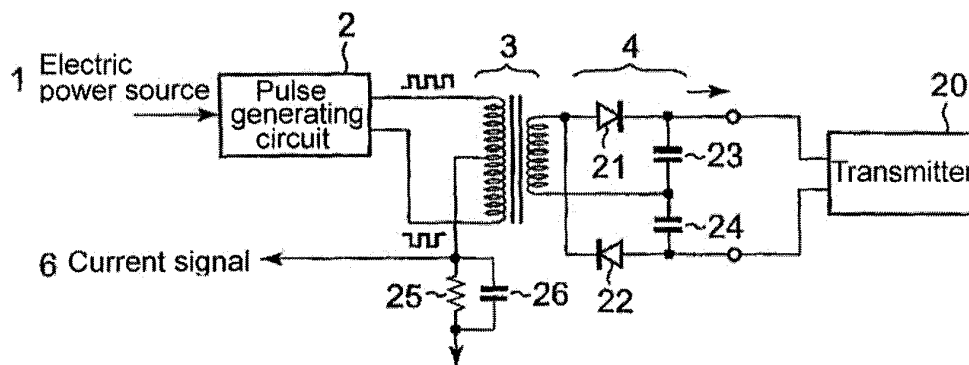 2
3
4
20
1 Electric
power source
Pulse
generating
circuit
21
23
Transmitter
24
22
6 Current signal
25
26